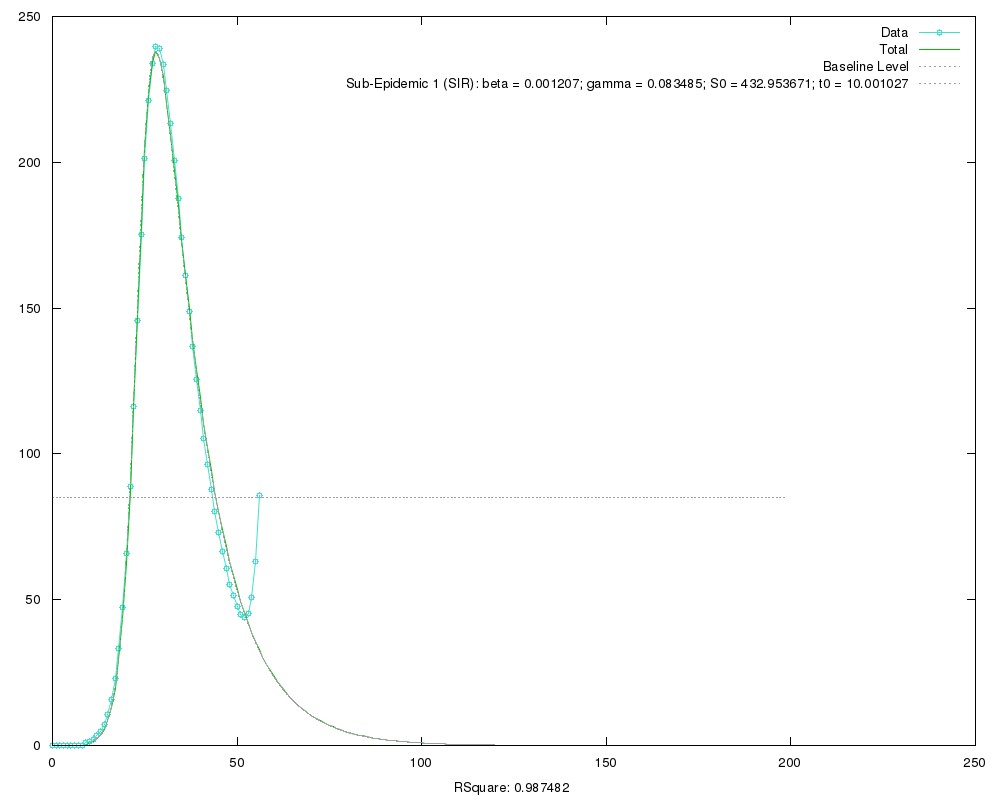 250
200
150
100
50
0
Data
Total
Baseline Level
Sub-Epidemic 1 (SIR): beta = 0.001207; gamma = 0.083485; S0 = 432.953671; t0 = 10.001027
0 50 100 150 200 250
RSquare: 0.987482